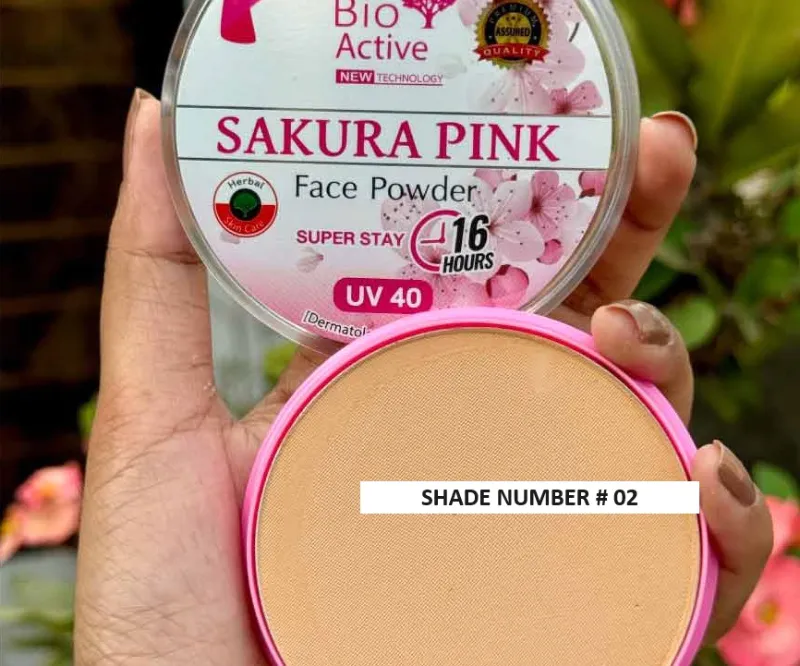 Bio
Active
NEW TECHNOLOGY
PREMIUM
ASSURED
QUALITY
SAKURA PINK
Herbal
Skin Care
Face Powder
SUPER STAY 16
HOURS
UV 40
SHADE NUMBER # 02